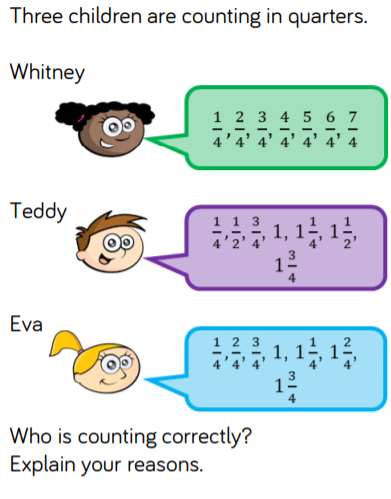 Three children are counting in quarters.
Whitney
1/4, 2/4, 3/4, 4/4, 5/4, 6/4, 7/4
Teddy
1/4, 1/2, 3/4, 1, 1 1/4, 1 1/2,
1 3/4
Eva
1/4, 2/4, 3/4, 1, 1 1/4, 1 2/4,
1 3/4
Who is counting correctly?
Explain your reasons.